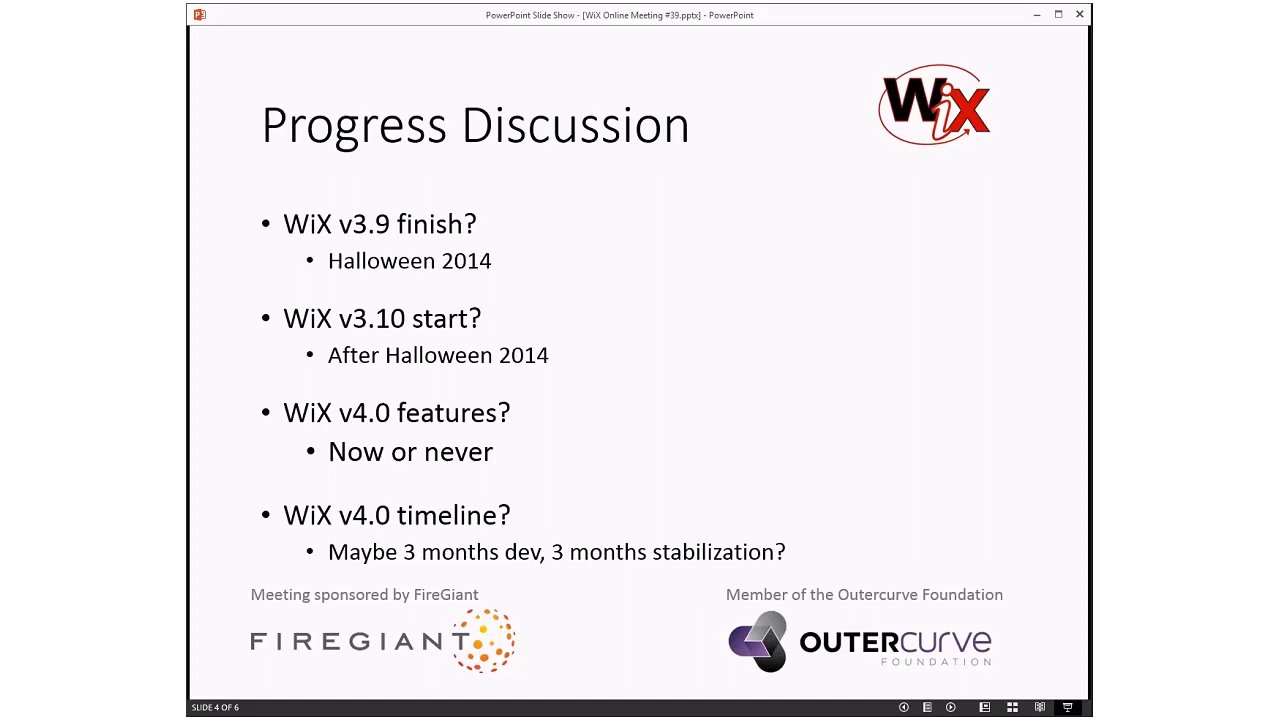 PowerPoint Slide Show - [WiX Online Meeting #39.pptx] - PowerPoint
WiX
Progress Discussion
• WiX v3.9 finish?
• Halloween 2014
• WiX v3.10 start?
• After Halloween 2014
• WiX v4.0 features?
• Now or never
• WiX v4.0 timeline?
• Maybe 3 months dev, 3 months stabilization?
Meeting sponsored by FireGiant
FIREGIANT
Member of the Outercurve Foundation
OUTERCURVE
FOUNDATION
SLIDE 4 OF 6